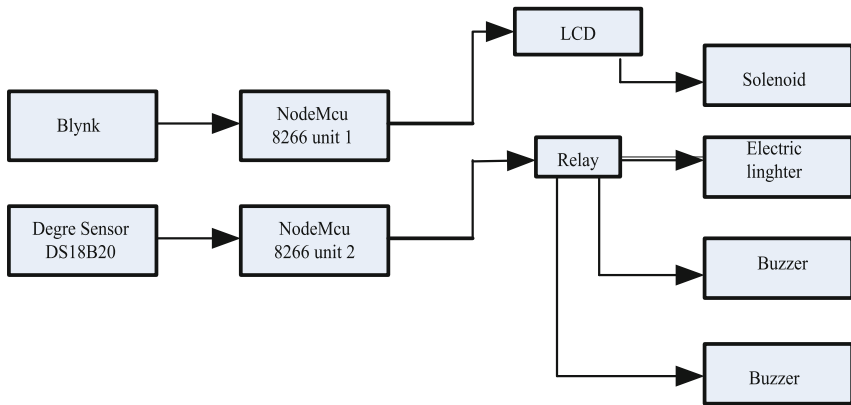 LCD
Solenoid
Blynk
NodeMcu
8266 unit 1
Electric
linghter
Relay
Degre Sensor
DS18B20
NodeMcu
8266 unit 2
Buzzer
Buzzer